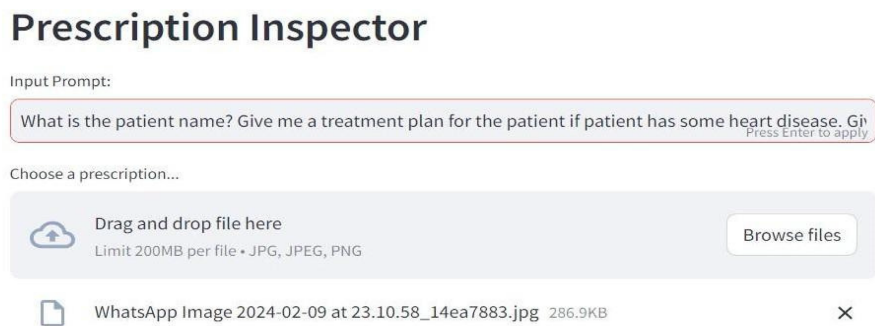 Prescription Inspector
Input Prompt:
What is the patient name? Give me a treatment plan for the patient if patient has some heart disease. Giv
Press Enter to apply
Choose a prescription...
Drag and drop file here
Limit 200MB per file • JPG, JPEG, PNG
Browse files
WhatsApp Image 2024-02-09 at 23.10.58_14ea7883.jpg 286.9KB